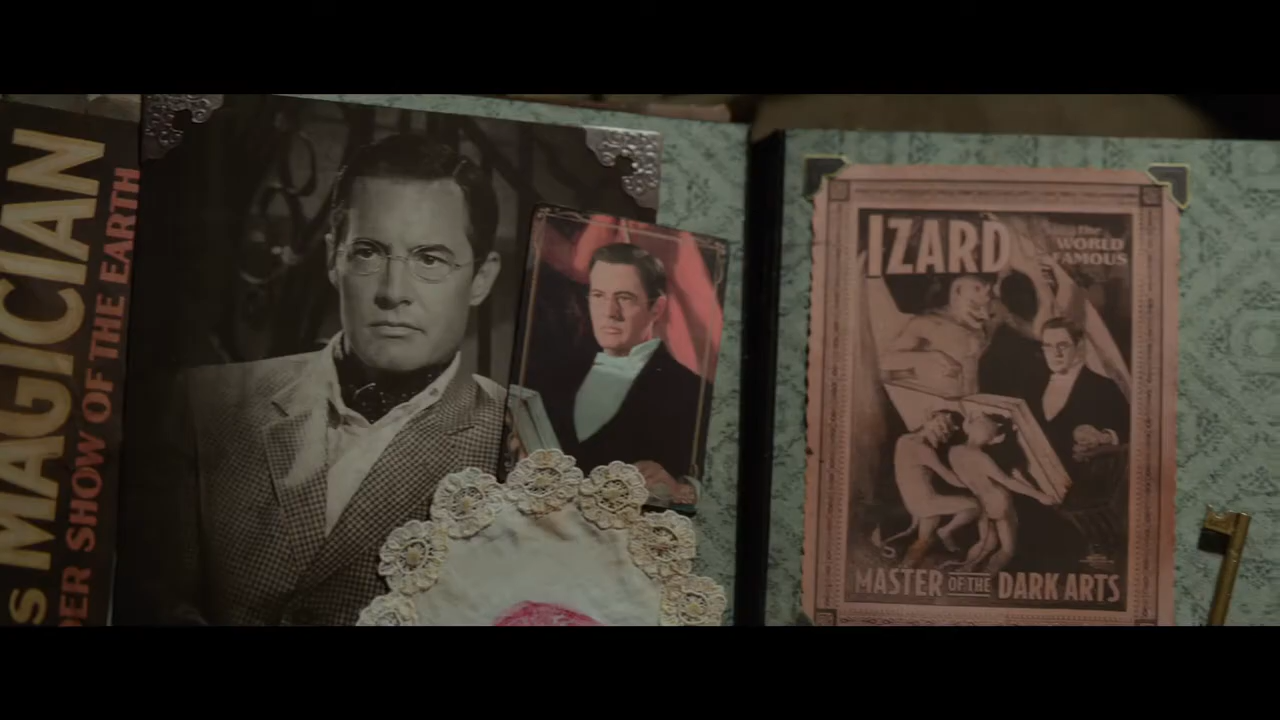 S MAGICIAN
DER SHOW OF THE EARTH
IZARD
the
WORLD
FAMOUS
MASTER OF THE DARK ARTS